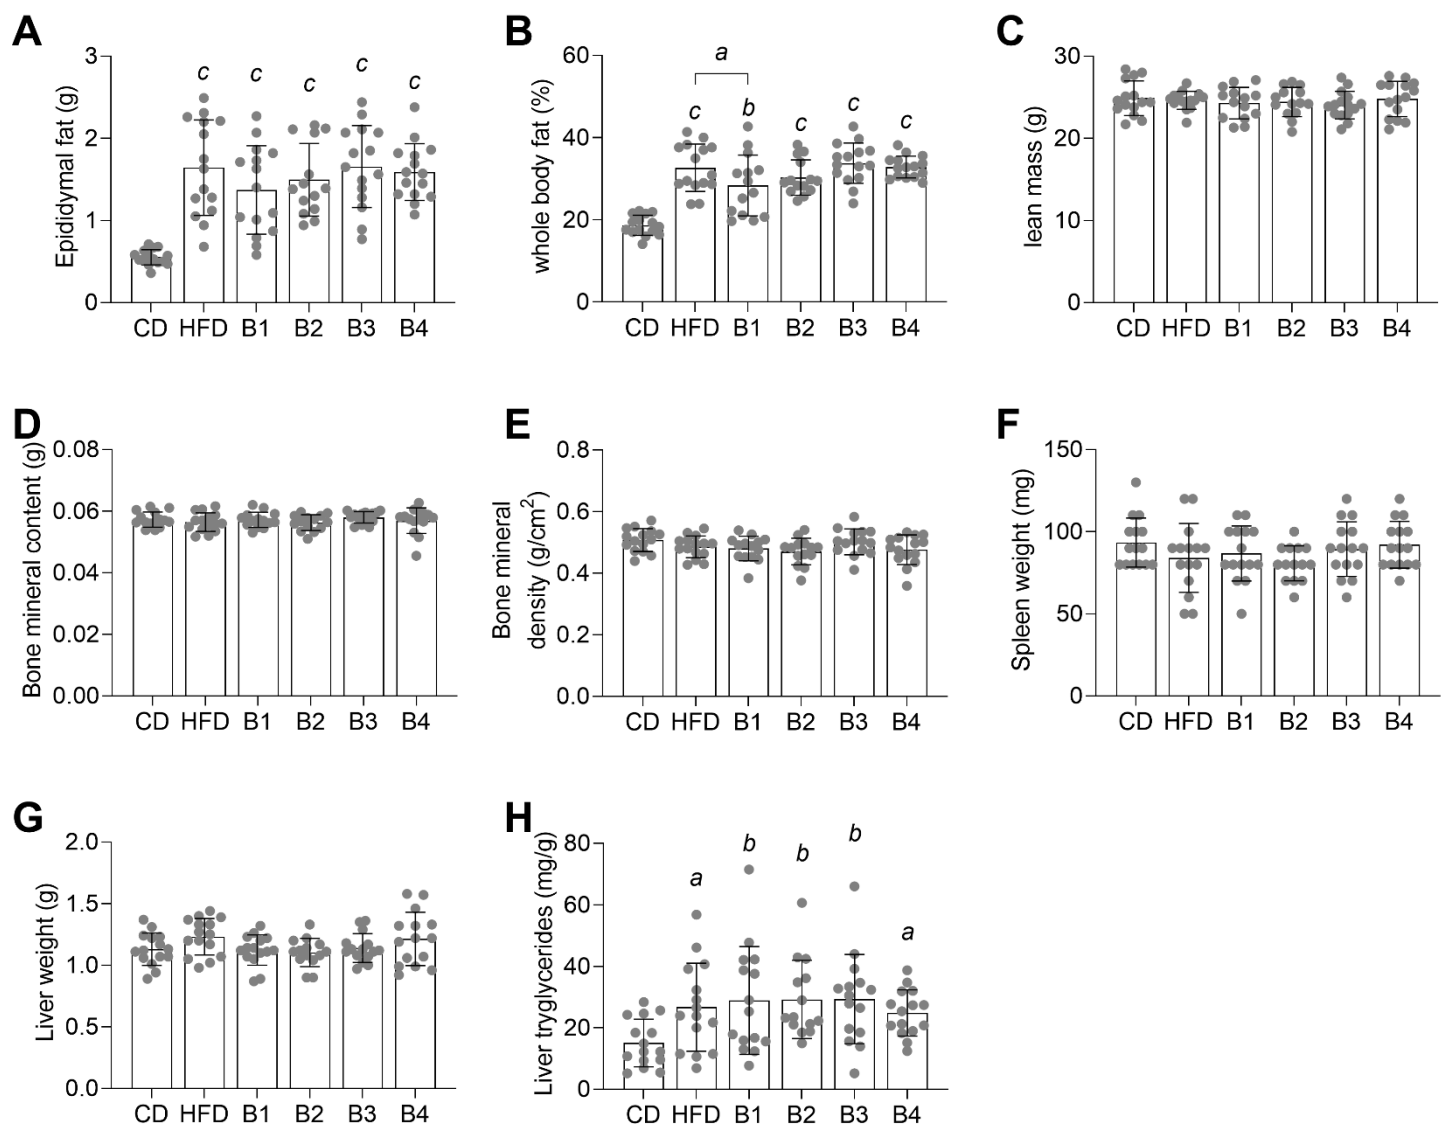 A
B
C
Epididymal fat (g)
3
2
1
0
c c c c c
CD HFD B1 B2 B3 B4
whole body fat (%)
60
40
20
0
a
c b c c c
CD HFD B1 B2 B3 B4
lean mass (g)
30
20
10
0
CD HFD B1 B2 B3 B4
D
E
F
Bone mineral content (g)
0.08
0.06
0.04
0.02
0.00
CD HFD B1 B2 B3 B4
Bone mineral
density (g/cm²)
0.8
0.6
0.4
0.2
0.0
CD HFD B1 B2 B3 B4
Spleen weight (mg)
150
100
50
0
CD HFD B1 B2 B3 B4
G
H
Liver weight (g)
2.0
1.5
1.0
0.5
0.0
CD HFD B1 B2 B3 B4
Liver tryglycerides (mg/g)
80
60
40
20
0
a b b b a
CD HFD B1 B2 B3 B4